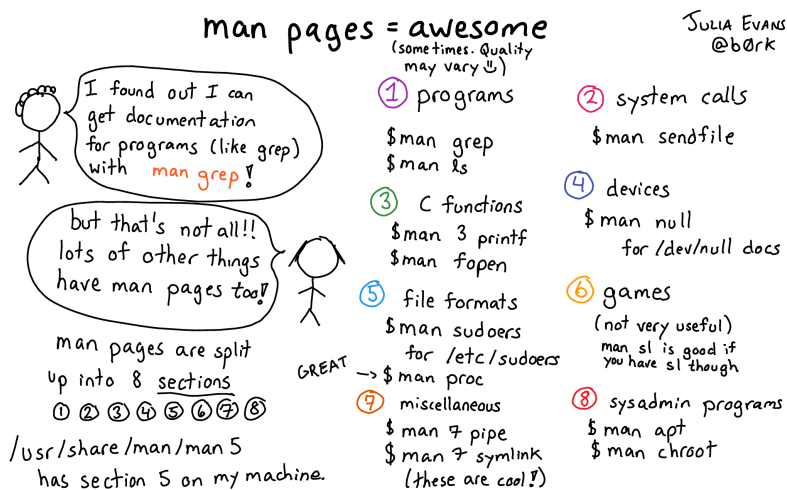 man pages = awesome
(sometimes. Quality
may vary☺)
JULIA EVANS
@b0rk
I found out I can
get documentation
for programs (like grep)
with man grep!
but that's not all!!
lots of other things
have man pages too!
man pages are split
up into 8 sections
① ② ③ ④ ⑤ ⑥ ⑦ ⑧
/usr/share/man/man5
has section 5 on my machine.
① programs
$ man grep
$ man ls
② system calls
$ man sendfile
③ C functions
$ man 3 printf
$ man fopen
④ devices
$ man null
for /dev/null docs
⑤ file formats
$ man sudoers
for /etc/sudoers
GREAT → $ man proc
⑥ games
(not very useful)
man sl is good if
you have sl though
⑦ miscellaneous
$ man 7 pipe
$ man 7 symlink
(these are cool!)
⑧ sysadmin programs
$ man apt
$ man chroot